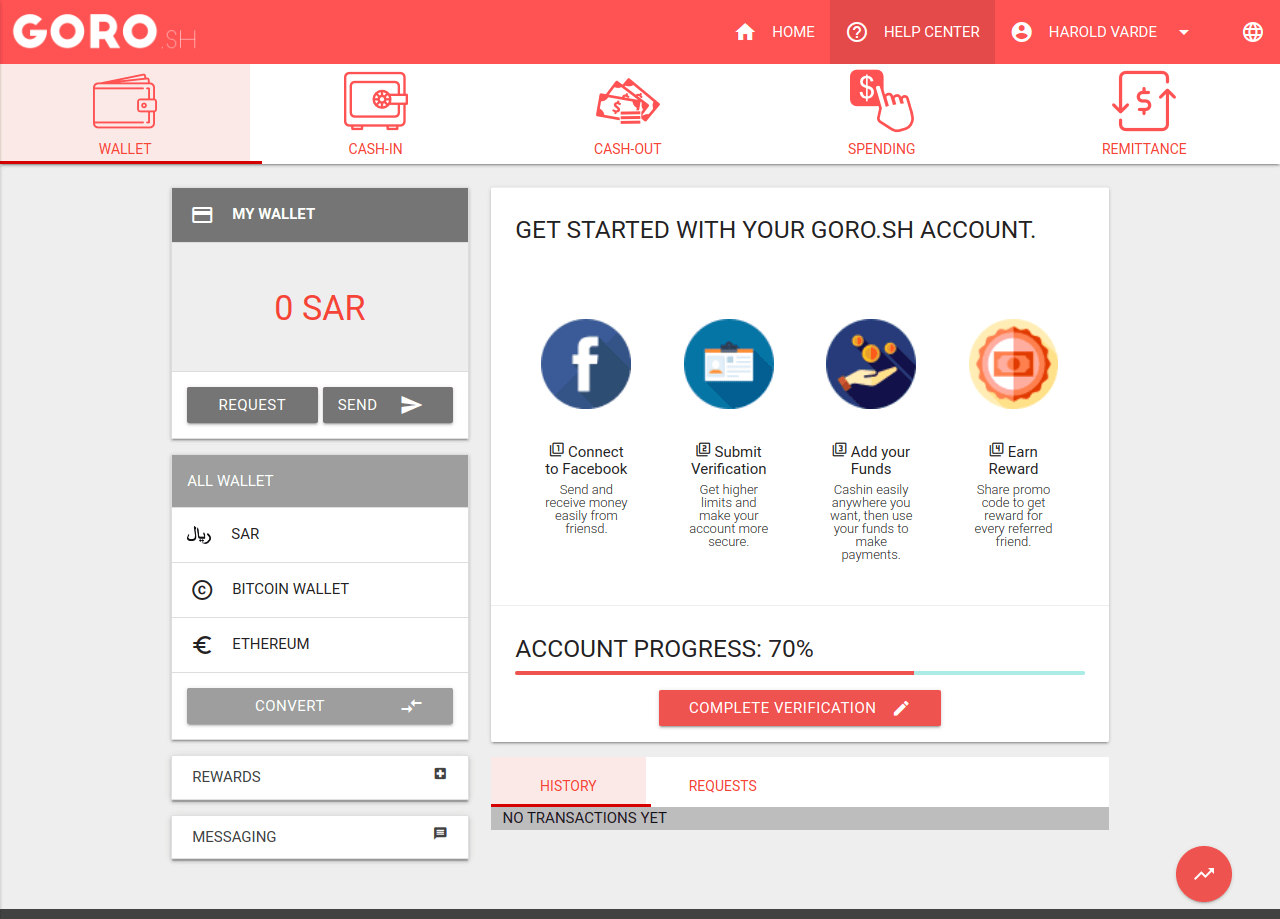 GORO.SH
HOME
HELP CENTER
HAROLD VARDE
WALLET
CASH-IN
CASH-OUT
$
SPENDING
$
REMITTANCE
MY WALLET
0 SAR
REQUEST
SEND
ALL WALLET
ريال
SAR
BITCOIN WALLET
€
ETHEREUM
CONVERT
REWARDS
MESSAGING
GET STARTED WITH YOUR GORO.SH ACCOUNT.
1 Connect
to Facebook
Send and
receive money
easily from
friensd.
2 Submit
Verification
Get higher
limits and
make your
account more
secure.
3 Add your
Funds
Cashin easily
anywhere you
want, then use
your funds to
make
payments.
4 Earn
Reward
Share promo
code to get
reward for
every referred
friend.
ACCOUNT PROGRESS: 70%
COMPLETE VERIFICATION
HISTORY
REQUESTS
NO TRANSACTIONS YET